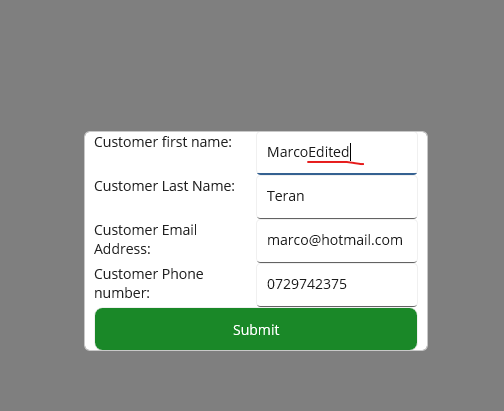 Customer first name:
MarcoEdited
Customer Last Name:
Teran
Customer Email
Address:
marco@hotmail.com
Customer Phone
number:
0729742375
Submit